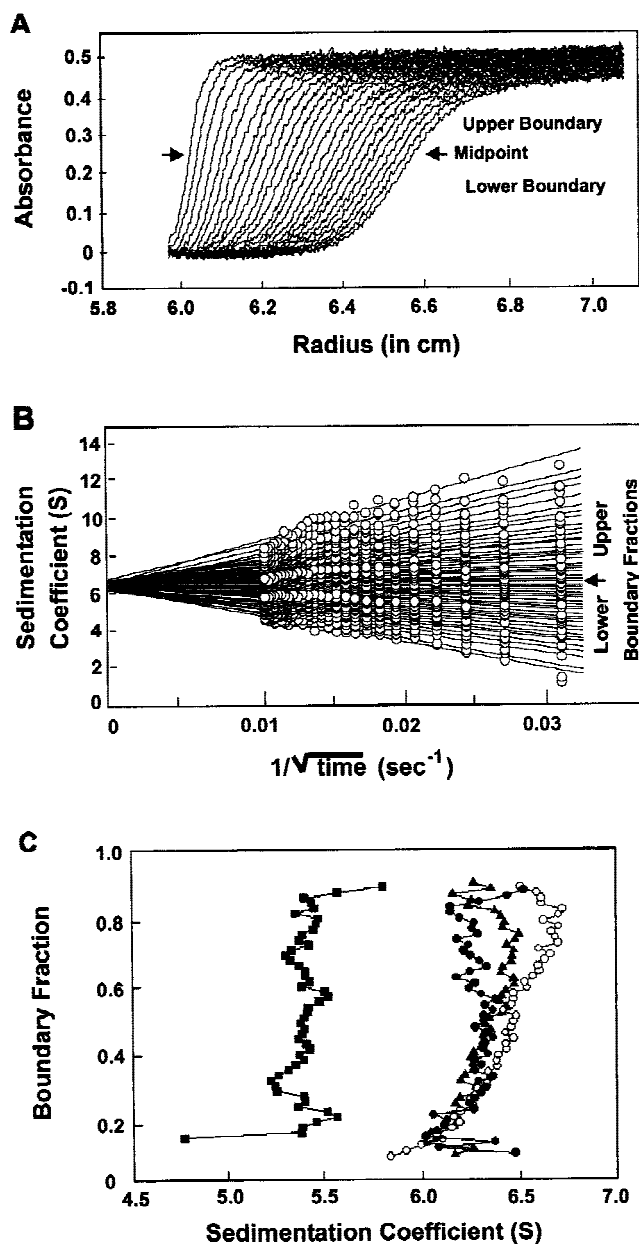 A
Absorbance
0.5
0.4
0.3
0.2
0.1
0
-0.1
Upper Boundary
Midpoint
Lower Boundary
5.8 6.0 6.2 6.4 6.6 6.8 7.0
Radius (in cm)
B
Sedimentation
Coefficient (S)
14
12
10
8
6
4
2
0
Lower Upper
Boundary Fractions
0 0.01 0.02 0.03
1/√time (sec⁻¹)
C
Boundary Fraction
1.0
0.8
0.6
0.4
0.2
0
4.5 5.0 5.5 6.0 6.5 7.0
Sedimentation Coefficient (S)